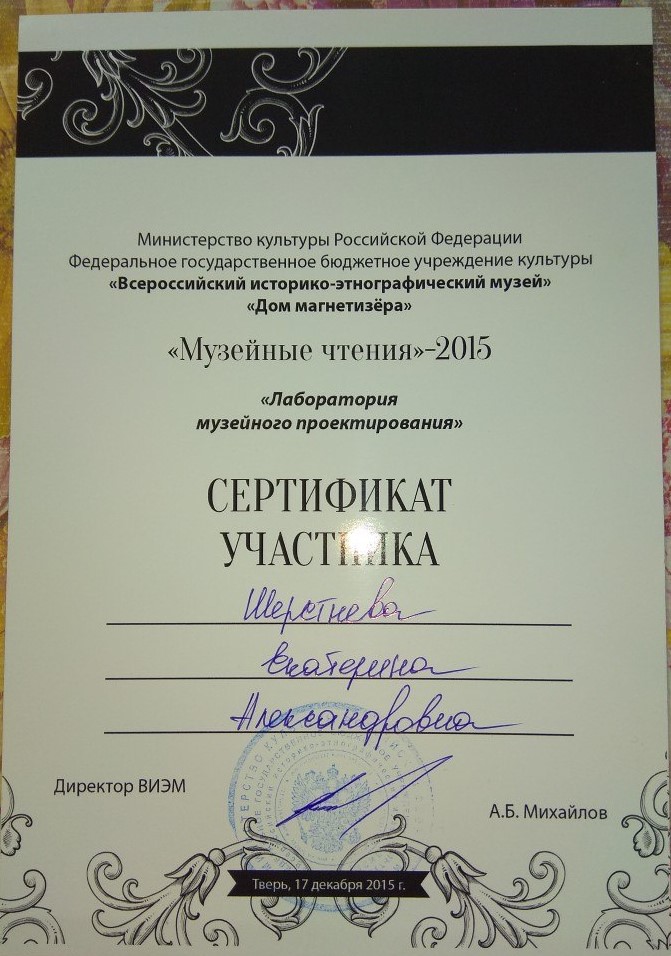 Министерство культуры Российской Федерации
Федеральное государственное бюджетное учреждение культуры
«Всероссийский историко-этнографический музей»
«Дом магнетизёра»
«Музейные чтения»-2015
«Лаборатория
музейного проектирования»
СЕРТИФИКАТ
УЧАСТНИКА
Шерстнева
Екатерина
Александровна
Директор ВИЭМ
А.Б. Михайлов
Тверь, 17 декабря 2015 г.